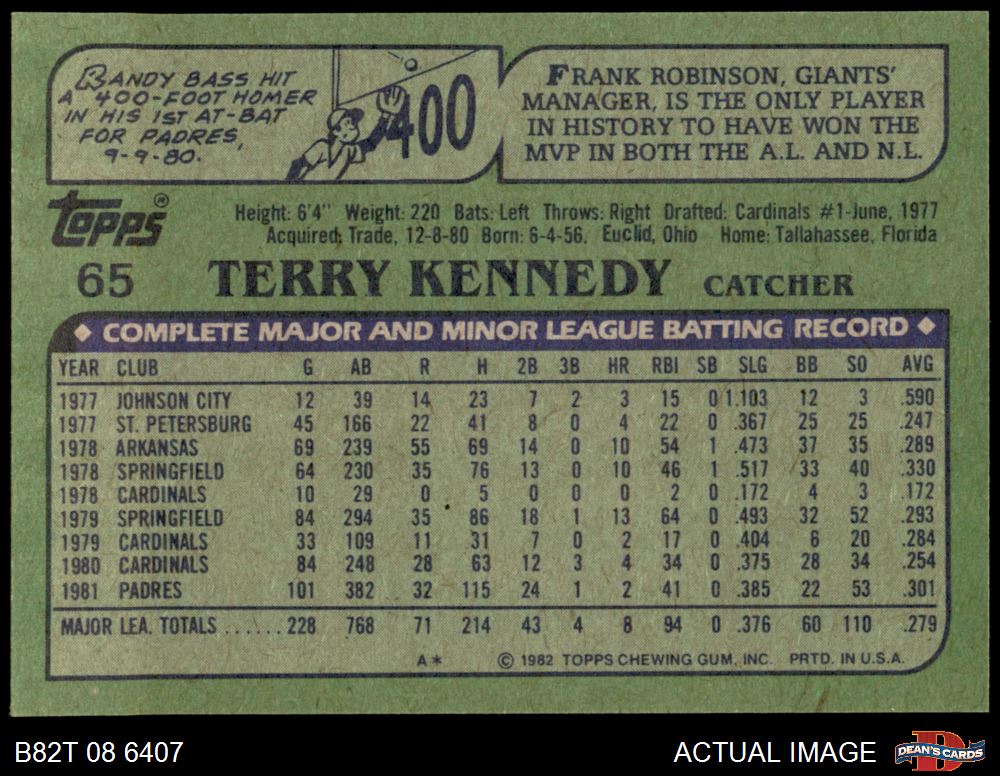 RANDY BASS HIT
A 400-FOOT HOMER
IN HIS 1ST AT-BAT
FOR PADRES,
9-9-80.
400
FRANK ROBINSON, GIANTS'
MANAGER, IS THE ONLY PLAYER
IN HISTORY TO HAVE WON THE
MVP IN BOTH THE A.L. AND N.L.
topps®
Height: 6'4" Weight: 220 Bats: Left Throws: Right Drafted: Cardinals #1-June, 1977
Acquired: Trade, 12-8-80 Born: 6-4-56, Euclid, Ohio Home: Tallahassee, Florida
65 TERRY KENNEDY CATCHER
COMPLETE MAJOR AND MINOR LEAGUE BATTING RECORD
YEAR CLUB G AB R H 2B 3B HR RBI SB SLG BB SO AVG
1977 JOHNSON CITY 12 39 14 23 7 2 3 15 0 1.103 12 3 .590
1977 ST. PETERSBURG 45 166 22 41 8 0 4 22 0 .367 25 25 .247
1978 ARKANSAS 69 239 55 69 14 0 10 54 1 .473 37 35 .289
1978 SPRINGFIELD 64 230 35 76 13 0 10 46 1 .517 33 40 .330
1978 CARDINALS 10 29 0 5 0 0 0 2 0 .172 4 3 .172
1979 SPRINGFIELD 84 294 35 86 18 1 13 64 0 .493 32 52 .293
1979 CARDINALS 33 109 11 31 7 0 2 17 0 .404 6 20 .284
1980 CARDINALS 84 248 28 63 12 3 4 34 0 .375 28 34 .254
1981 PADRES 101 382 32 115 24 1 2 41 0 .385 22 53 .301
MAJOR LEA. TOTALS ...... 228 768 71 214 43 4 8 94 0 .376 60 110 .279
A* © 1982 TOPPS CHEWING GUM, INC. PRTD. IN U.S.A.
B82T 08 6407 ACTUAL IMAGE DEAN'S CARDS